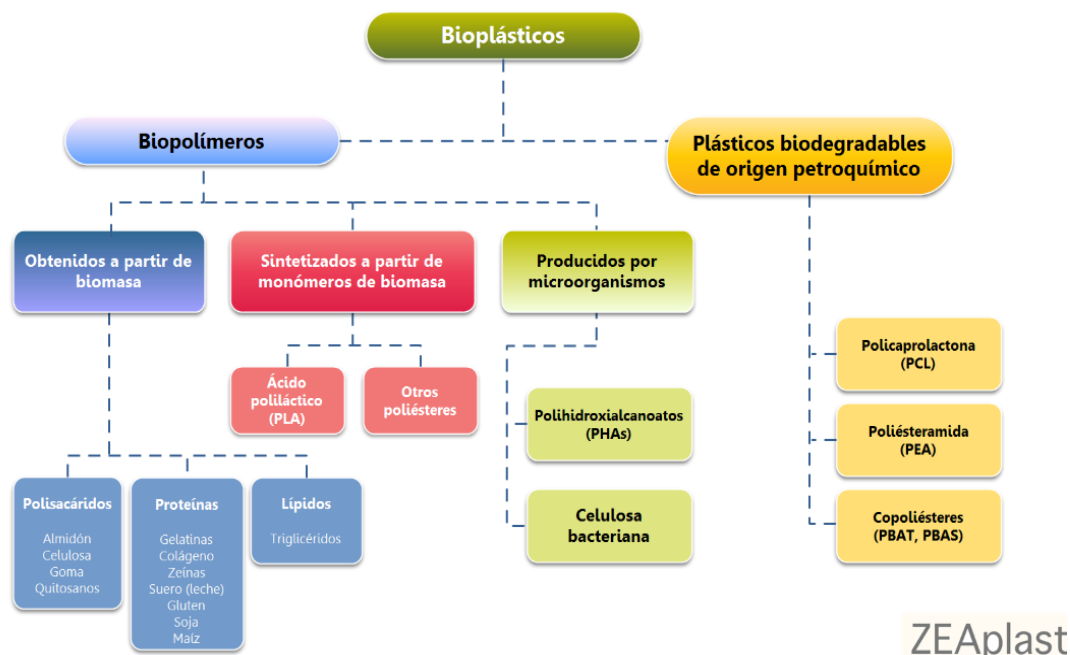 Bioplásticos
Biopolímeros
Plásticos biodegradables
de origen petroquímico
Obtenidos a partir de
biomasa
Sintetizados a partir de
monómeros de biomasa
Producidos por
microorganismos
Ácido
poliláctico
(PLA)
Otros
poliésteres
Polihidroxialcanoatos
(PHAs)
Celulosa
bacteriana
Policaprolactona
(PCL)
Poliésteramida
(PEA)
Copoliésteres
(PBAT, PBAS)
Polisacáridos
Almidón
Celulosa
Goma
Quitosanos
Proteínas
Gelatinas
Colágeno
Zeínas
Suero (leche)
Gluten
Soja
Maíz
Lípidos
Triglicéridos
ZEAplast